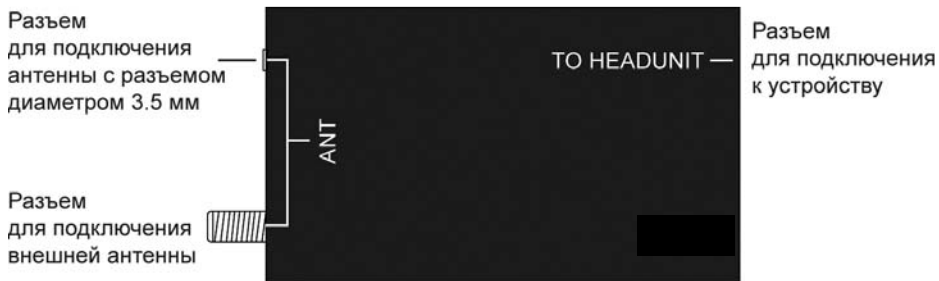 Разъем
для подключения
антенны с разъемом
диаметром 3.5 мм
TO HEADUNIT
Разъем
для подключения
к устройству
ANT
Разъем
для подключения
внешней антенны